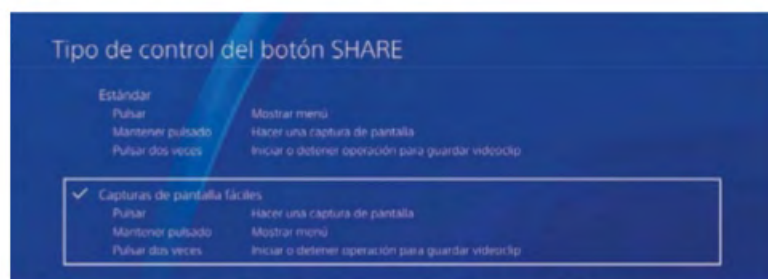 Tipo de control del botón SHARE
Estándar
Pulsar Mostrar menú
Mantener pulsado Hacer una captura de pantalla
Pulsar dos veces Iniciar o detener operación para guardar videoclip
Capturas de pantalla fáciles
Pulsar Hacer una captura de pantalla
Mantener pulsado Mostrar menú
Pulsar dos veces Iniciar o detener operación para guardar videoclip